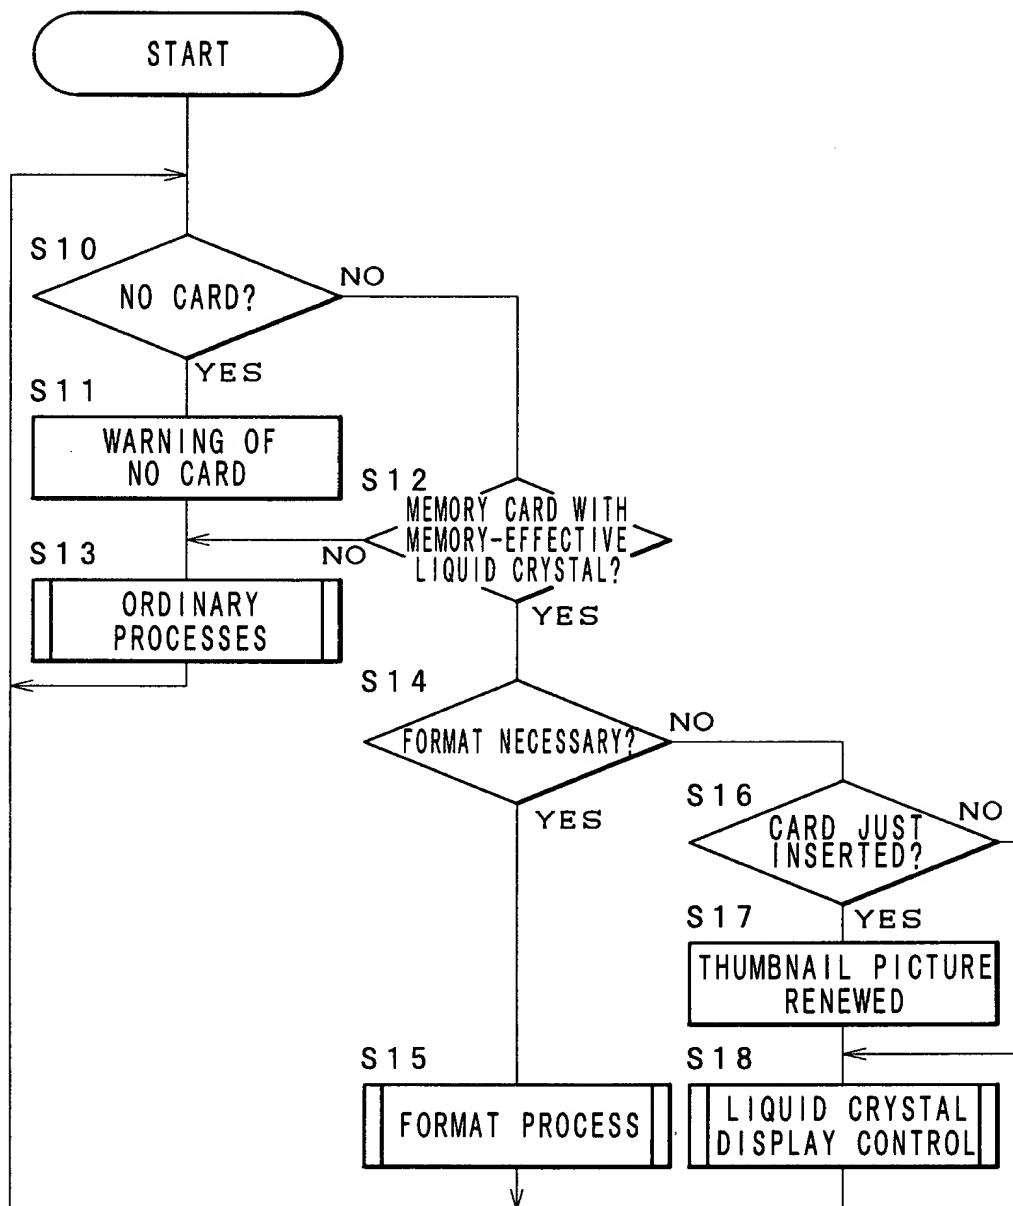 START
S10
NO CARD?
NO
YES
S11
WARNING OF
NO CARD
S12
MEMORY CARD WITH
MEMORY-EFFECTIVE
LIQUID CRYSTAL?
NO
YES
S13
ORDINARY
PROCESSES
S14
FORMAT NECESSARY?
NO
YES
S16
CARD JUST
INSERTED?
NO
YES
S17
THUMBNAIL PICTURE
RENEWED
S15
FORMAT PROCESS
S18
LIQUID CRYSTAL
DISPLAY CONTROL